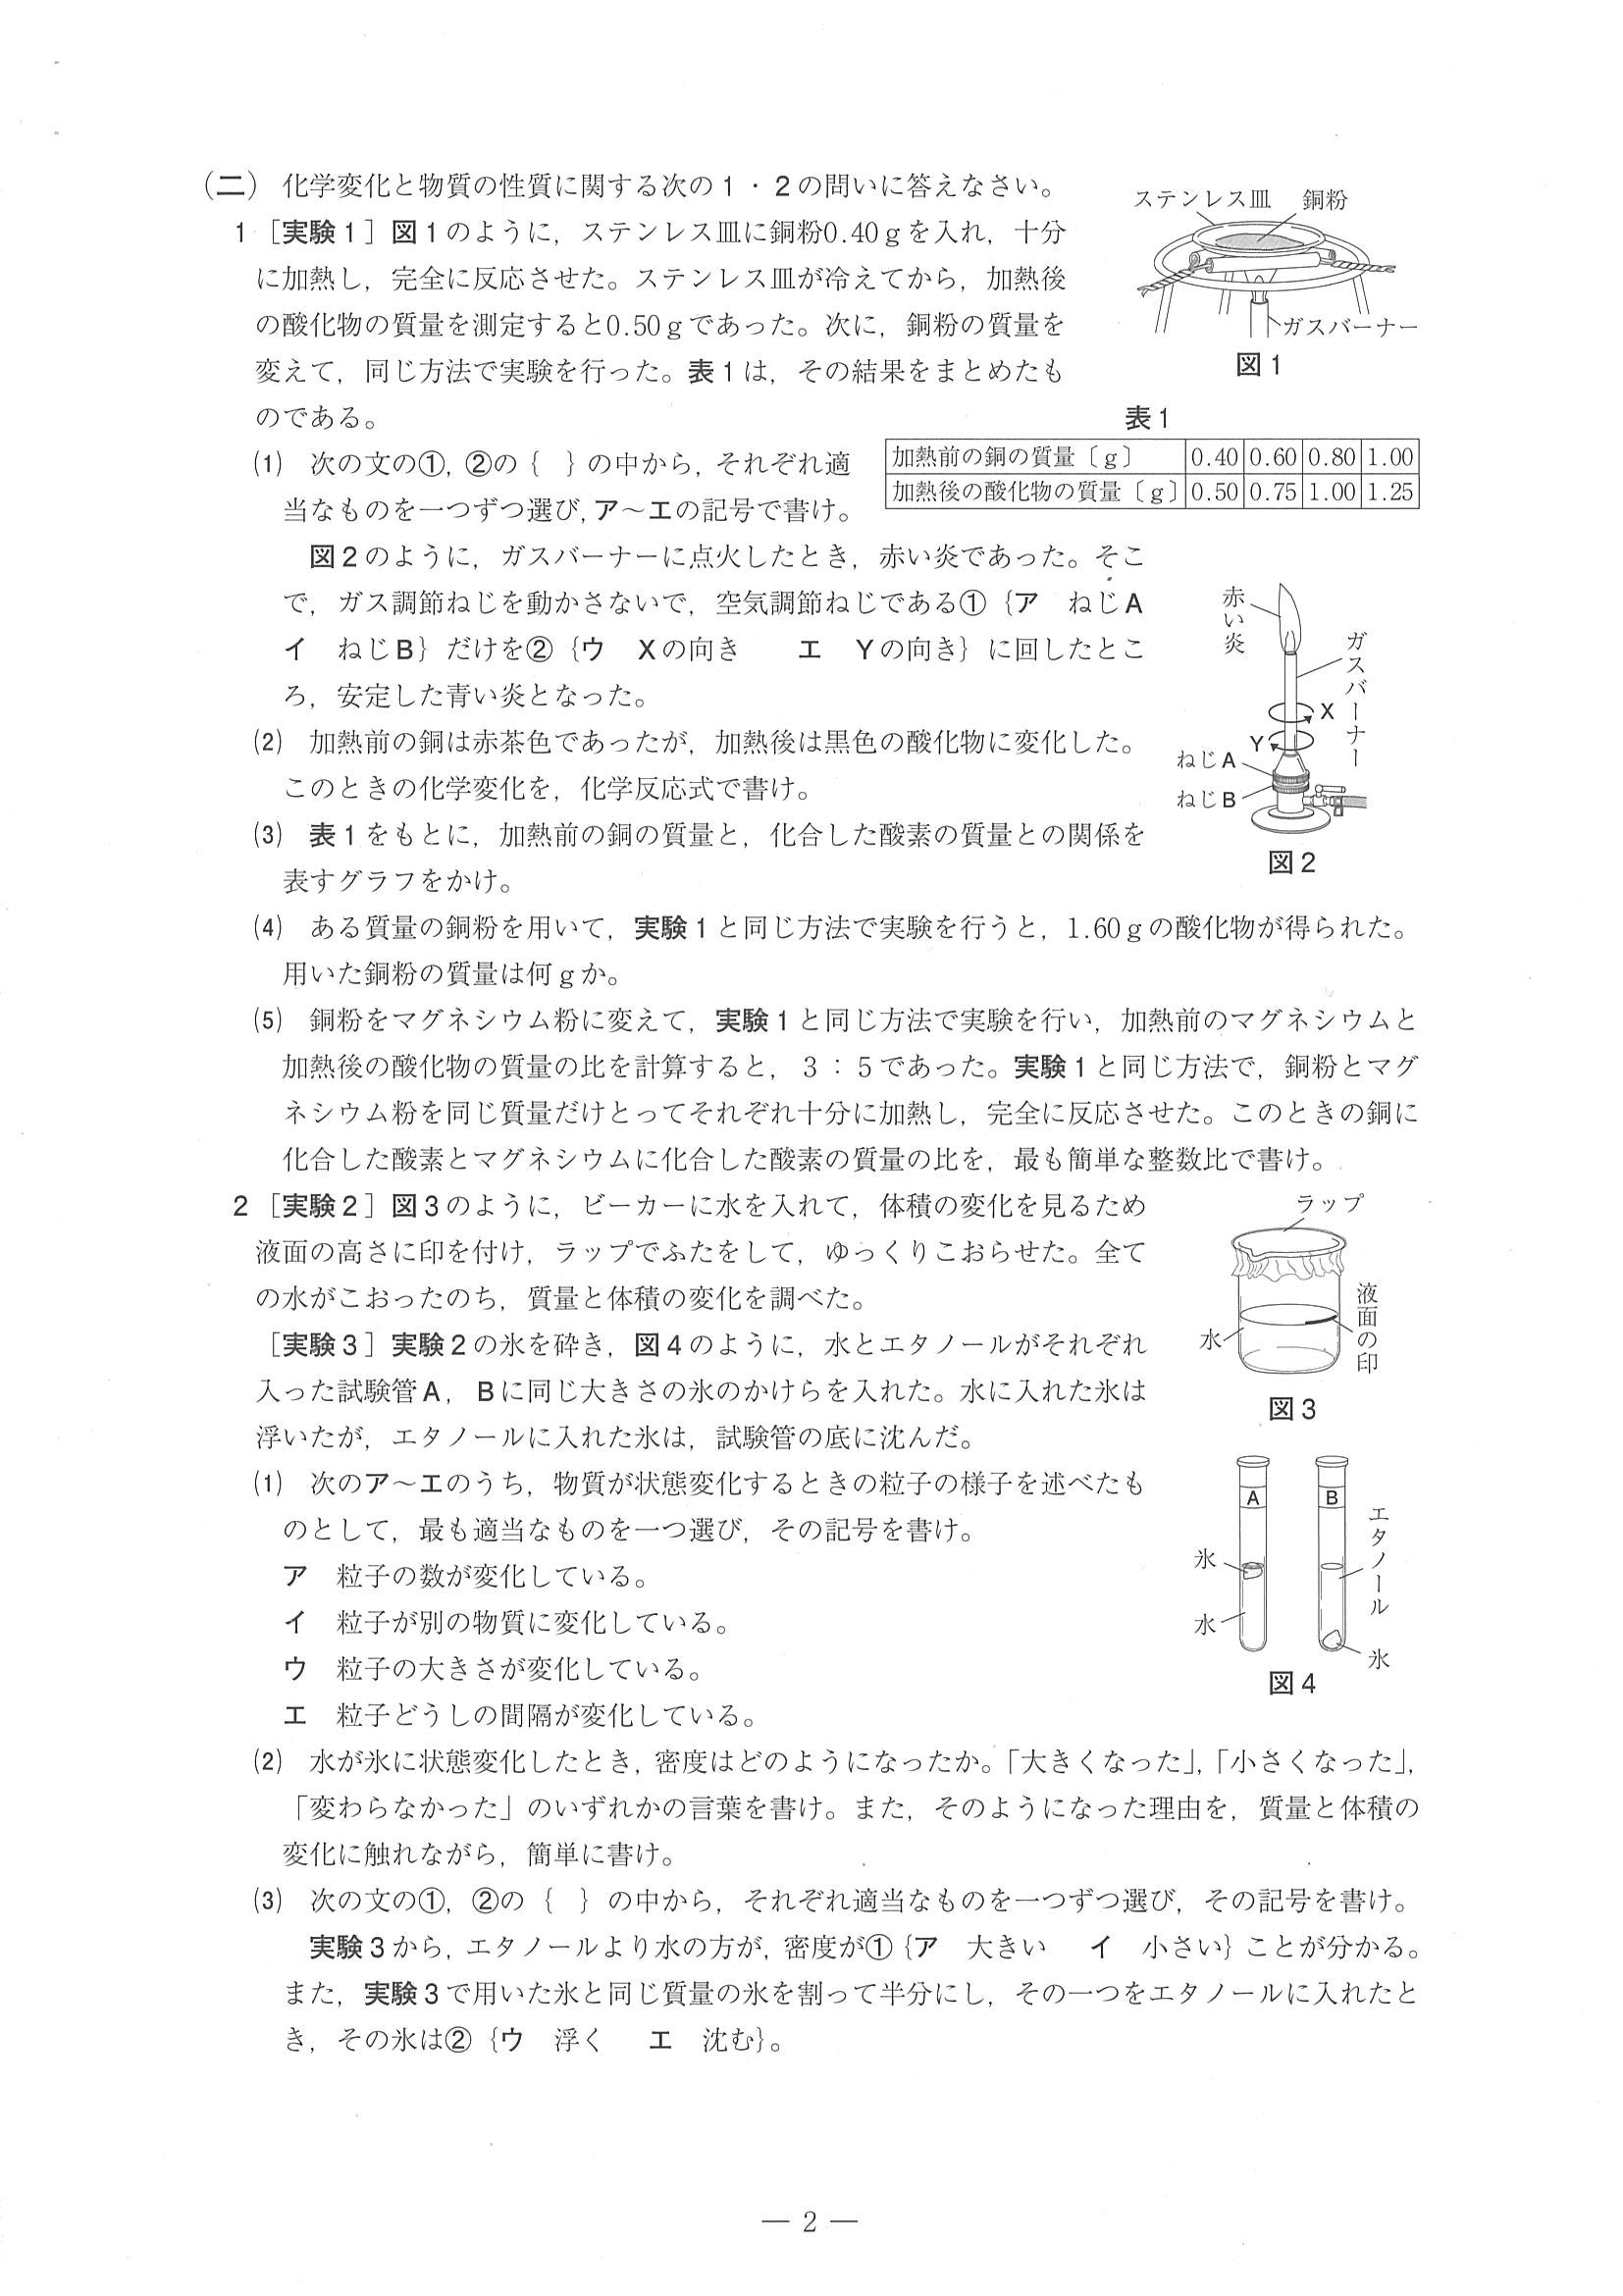 (二) 化学変化と物質の性質に関する次の1・2の問いに答えなさい。
1 ［実験1］図1のように，ステンレス皿に銅粉0.40gを入れ，十分
に加熱し，完全に反応させた。ステンレス皿が冷えてから，加熱後
の酸化物の質量を測定すると0.50gであった。次に，銅粉の質量を
変えて，同じ方法で実験を行った。表1は，その結果をまとめたも
のである。
ステンレス皿 銅粉
ガスバーナー
図1
表1
加熱前の銅の質量〔g〕 0.40 0.60 0.80 1.00
加熱後の酸化物の質量〔g〕 0.50 0.75 1.00 1.25
(1) 次の文の①，②の｛ ｝の中から，それぞれ適
当なものを一つずつ選び，ア～エの記号で書け。
図2のように，ガスバーナーに点火したとき，赤い炎であった。そこ
で，ガス調節ねじを動かさないで，空気調節ねじである①｛ア ねじA
イ ねじB｝だけを②｛ウ Xの向き エ Yの向き｝に回したとこ
ろ，安定した青い炎となった。
(2) 加熱前の銅は赤茶色であったが，加熱後は黒色の酸化物に変化した。
このときの化学変化を，化学反応式で書け。
(3) 表1をもとに，加熱前の銅の質量と，化合した酸素の質量との関係を
表すグラフをかけ。
赤い炎
ガスバーナー
X
Y
ねじA
ねじB
図2
(4) ある質量の銅粉を用いて，実験1と同じ方法で実験を行うと，1.60gの酸化物が得られた。
用いた銅粉の質量は何gか。
(5) 銅粉をマグネシウム粉に変えて，実験1と同じ方法で実験を行い，加熱前のマグネシウムと
加熱後の酸化物の質量の比を計算すると，3：5であった。実験1と同じ方法で，銅粉とマグ
ネシウム粉を同じ質量だけとってそれぞれ十分に加熱し，完全に反応させた。このときの銅に
化合した酸素とマグネシウムに化合した酸素の質量の比を，最も簡単な整数比で書け。
2 ［実験2］図3のように，ビーカーに水を入れて，体積の変化を見るため
液面の高さに印を付け，ラップでふたをして，ゆっくりこおらせた。全て
の水がこおったのち，質量と体積の変化を調べた。
［実験3］実験2の氷を砕き，図4のように，水とエタノールがそれぞれ
入った試験管A，Bに同じ大きさの氷のかけらを入れた。水に入れた氷は
浮いたが，エタノールに入れた氷は，試験管の底に沈んだ。
ラップ
液面の印
水
図3
(1) 次のア～エのうち，物質が状態変化するときの粒子の様子を述べたも
のとして，最も適当なものを一つ選び，その記号を書け。
ア 粒子の数が変化している。
イ 粒子が別の物質に変化している。
ウ 粒子の大きさが変化している。
エ 粒子どうしの間隔が変化している。
A B
エタノール
氷
水
氷
図4
(2) 水が氷に状態変化したとき，密度はどのようになったか。「大きくなった」，「小さくなった」，
「変わらなかった」のいずれかの言葉を書け。また，そのようになった理由を，質量と体積の
変化に触れながら，簡単に書け。
(3) 次の文の①，②の｛ ｝の中から，それぞれ適当なものを一つずつ選び，その記号を書け。
実験3から，エタノールより水の方が，密度が①｛ア 大きい イ 小さい｝ことが分かる。
また，実験3で用いた氷と同じ質量の氷を割って半分にし，その一つをエタノールに入れたと
き，その氷は②｛ウ 浮く エ 沈む｝。
— 2 —